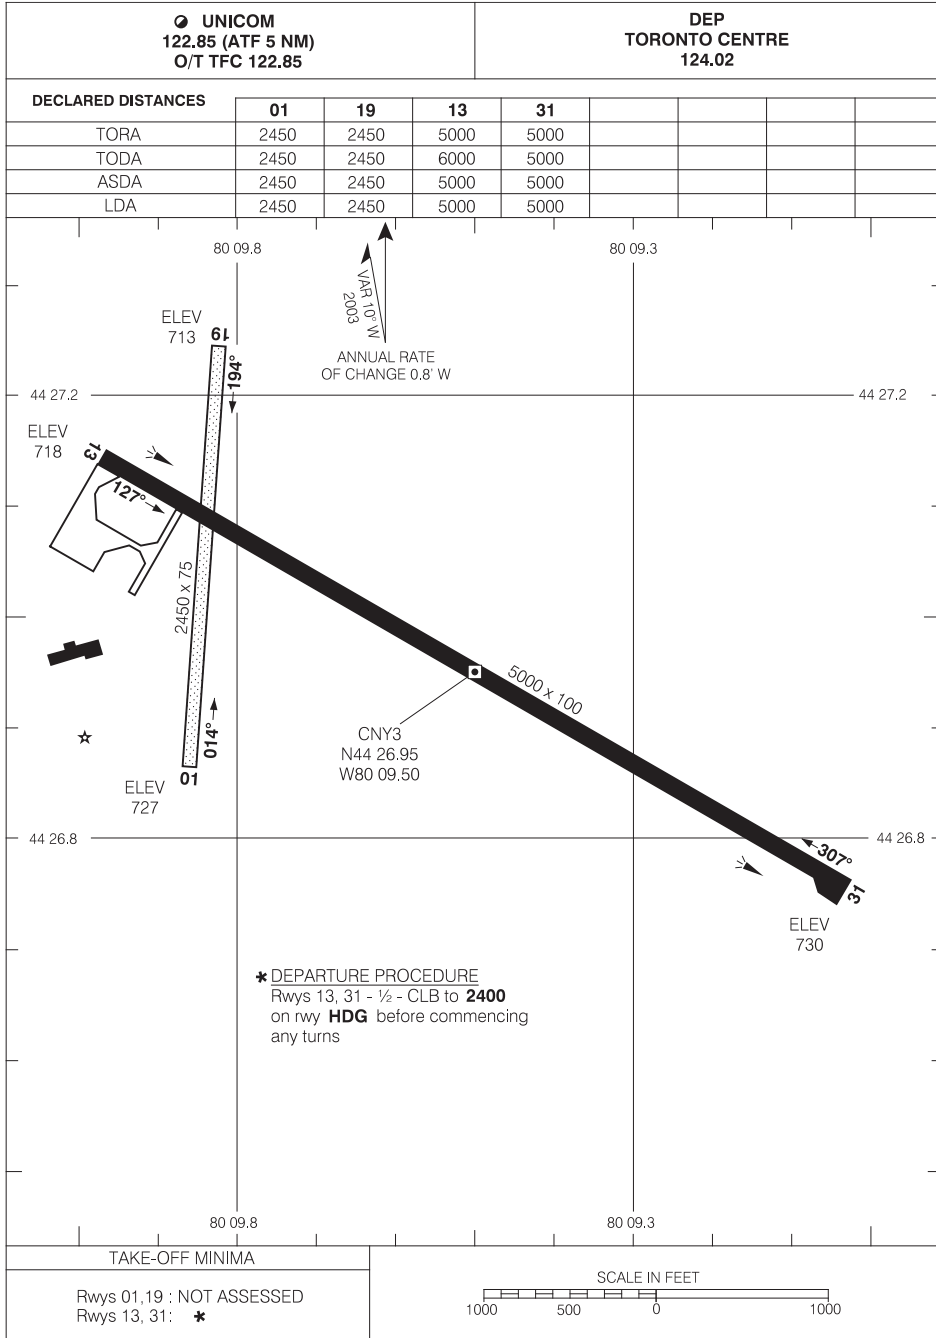 UNICOM
122.85 (ATF 5 NM)
O/T TFC 122.85
DEP
TORONTO CENTRE
124.02
DECLARED DISTANCES 01 19 13 31
TORA 2450 2450 5000 5000
TODA 2450 2450 6000 5000
ASDA 2450 2450 5000 5000
LDA 2450 2450 5000 5000
80 09.8
80 09.3
VAR 10° W
2003
ANNUAL RATE
OF CHANGE 0.8' W
ELEV
713
19
194°
44 27.2
44 27.2
ELEV
718
13
127°
2450 x 75
5000 x 100
CNY3
N44 26.95
W80 09.50
014°
01
ELEV
727
44 26.8
44 26.8
307°
31
ELEV
730
* DEPARTURE PROCEDURE
Rwys 13, 31 - ½ - CLB to 2400
on rwy HDG before commencing
any turns
80 09.8
80 09.3
TAKE-OFF MINIMA
Rwys 01,19 : NOT ASSESSED
Rwys 13, 31: *
SCALE IN FEET
1000 500 0 1000